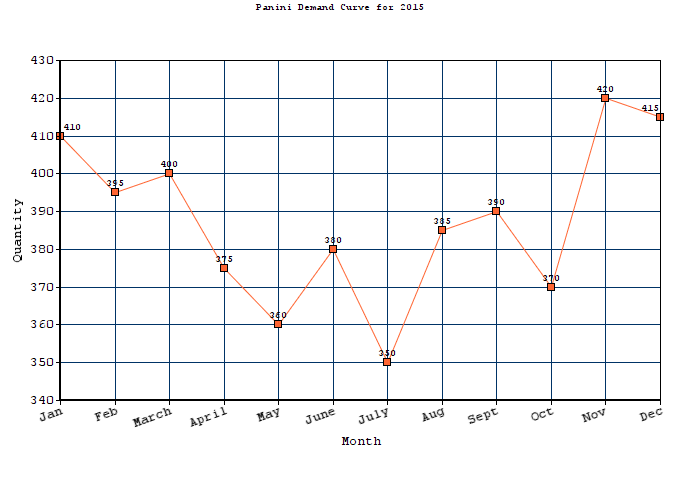 Panini Demand Curve for 2015
430
420
410
400
390
380
370
360
350
340
Quantity
410
395
400
375
360
380
350
385
390
370
420
415
Jan
Feb
March
April
May
June
July
Aug
Sept
Oct
Nov
Dec
Month